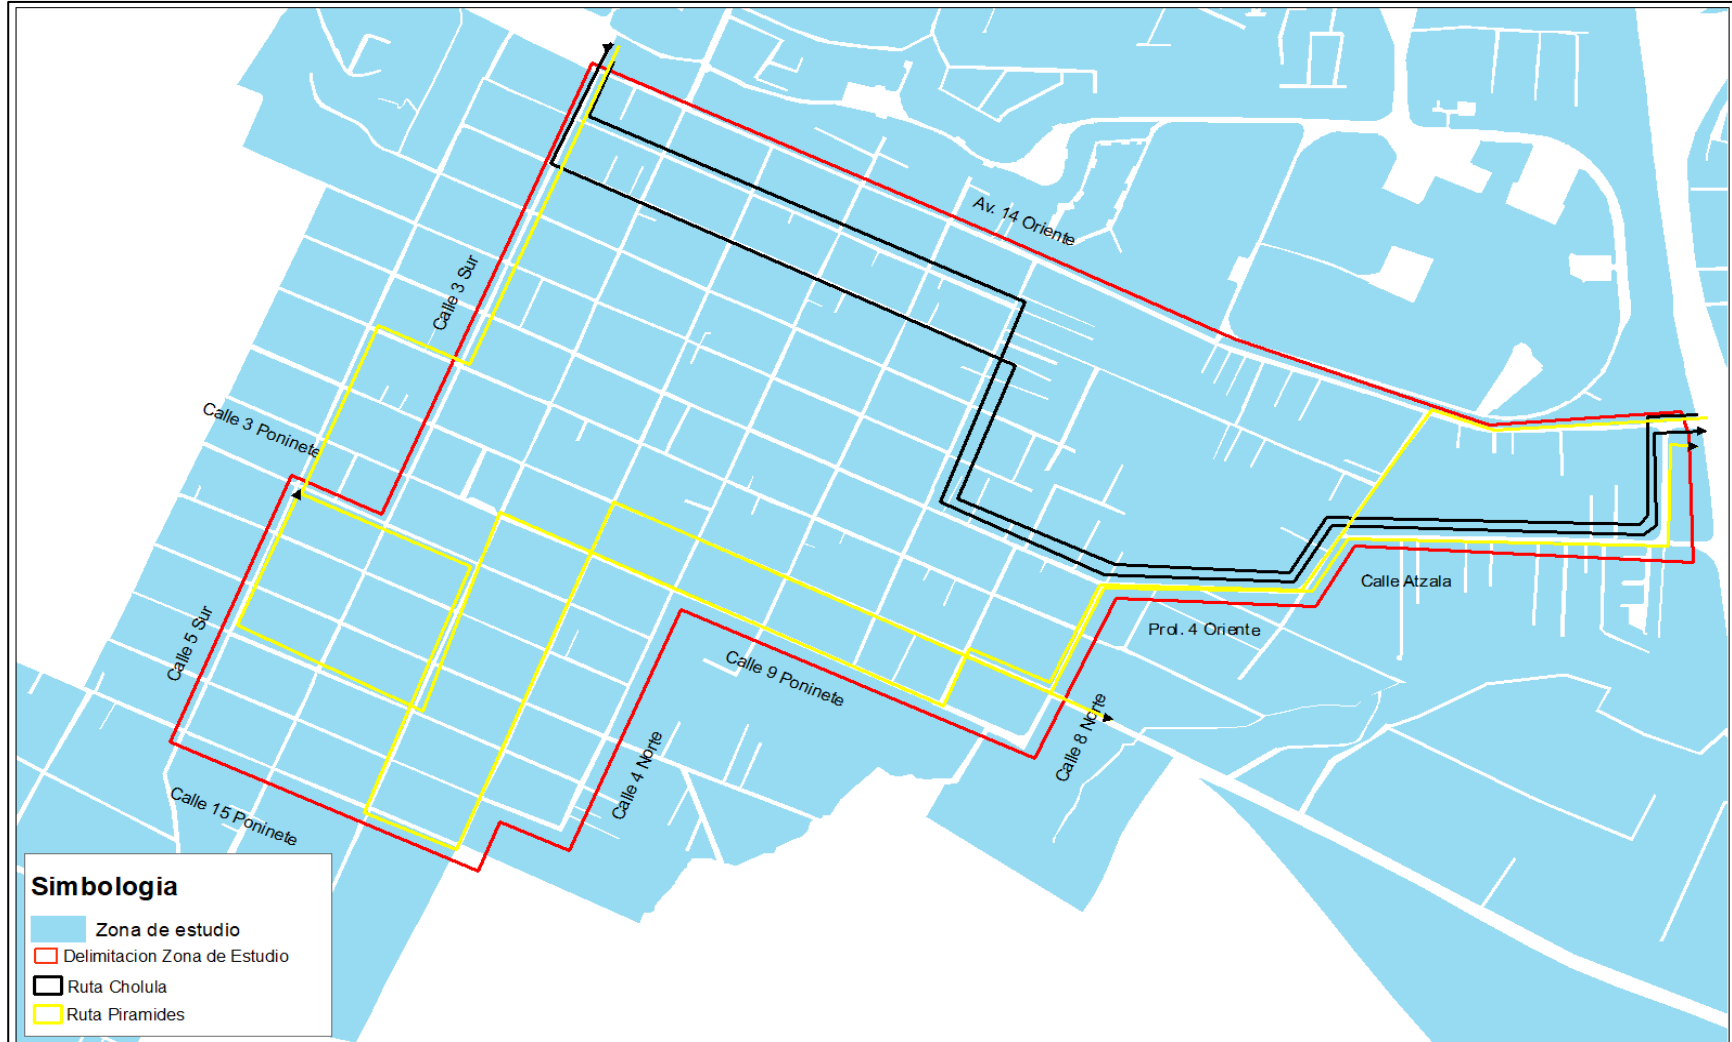 Av. 14 Oriente
Calle 3 Sur
Calle 3 Poninete
Calle Atzala
Prol. 4 Oriente
Calle 5 Sur
Calle 9 Poninete
Calle 8 Norte
Calle 4 Norte
Calle 15 Poninete
Simbologia
Zona de estudio
Delimitacion Zona de Estudio
Ruta Cholula
Ruta Piramides